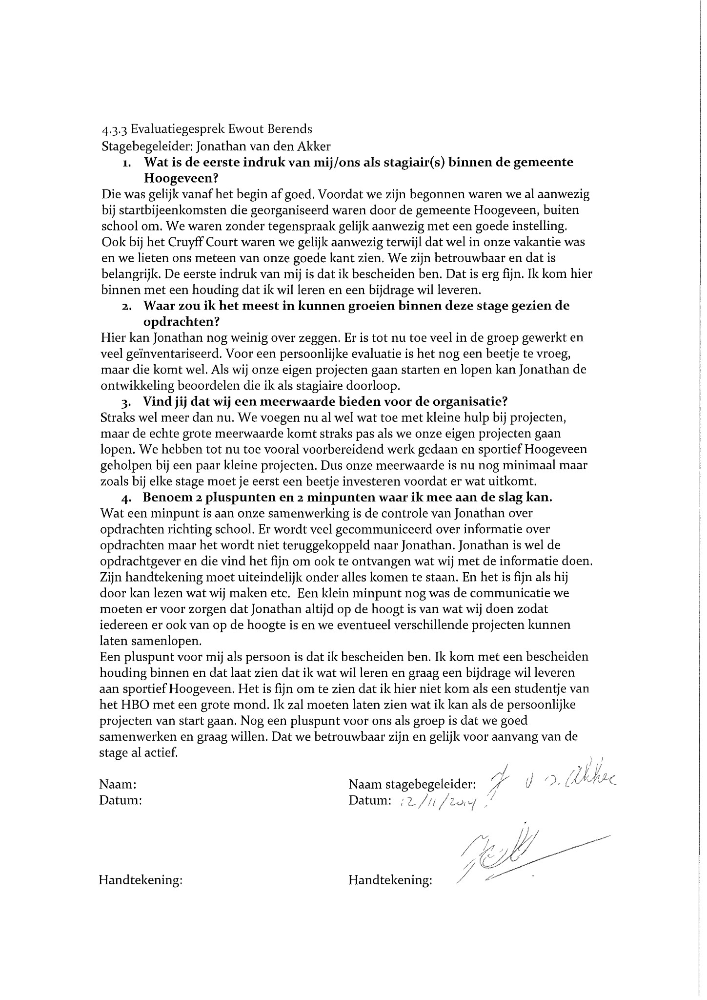 4.3.3 Evaluatiegesprek Ewout Berends
Stagebegeleider: Jonathan van den Akker
1. Wat is de eerste indruk van mij/ons als stagiair(s) binnen de gemeente
Hoogeveen?
Die was gelijk vanaf het begin af goed. Voordat we zijn begonnen waren we al aanwezig
bij startbijeenkomsten die georganiseerd waren door de gemeente Hoogeveen, buiten
school om. We waren zonder tegenspraak gelijk aanwezig met een goede instelling.
Ook bij het Cruyff Court waren we gelijk aanwezig terwijl dat wel in onze vakantie was
en we lieten ons meteen van onze goede kant zien. We zijn betrouwbaar en dat is
belangrijk. De eerste indruk van mij is dat ik bescheiden ben. Dat is erg fijn. Ik kom hier
binnen met een houding dat ik wil leren en een bijdrage wil leveren.
2. Waar zou ik het meest in kunnen groeien binnen deze stage gezien de
opdrachten?
Hier kan Jonathan nog weinig over zeggen. Er is tot nu toe veel in de groep gewerkt en
veel geïnventariseerd. Voor een persoonlijke evaluatie is het nog een beetje te vroeg,
maar die komt wel. Als wij onze eigen projecten gaan starten en lopen kan Jonathan de
ontwikkeling beoordelen die ik als stagiaire doorloop.
3. Vind jij dat wij een meerwaarde bieden voor de organisatie?
Straks wel meer dan nu. We voegen nu al wel wat toe met kleine hulp bij projecten,
maar de echte grote meerwaarde komt straks pas als we onze eigen projecten gaan
lopen. We hebben tot nu toe vooral voorbereidend werk gedaan en sportief Hoogeveen
geholpen bij een paar kleine projecten. Dus onze meerwaarde is nu nog minimaal maar
zoals bij elke stage moet je eerst een beetje investeren voordat er wat uitkomt.
4. Benoem 2 pluspunten en 2 minpunten waar ik mee aan de slag kan.
Wat een minpunt is aan onze samenwerking is de controle van Jonathan over
opdrachten richting school. Er wordt veel gecommuniceerd over informatie over
opdrachten maar het wordt niet teruggekoppeld naar Jonathan. Jonathan is wel de
opdrachtgever en die vind het fijn om ook te ontvangen wat wij met de informatie doen.
Zijn handtekening moet uiteindelijk onder alles komen te staan. En het is fijn als hij
door kan lezen wat wij maken etc. Een klein minpunt nog was de communicatie we
moeten er voor zorgen dat Jonathan altijd op de hoogt is van wat wij doen zodat
iedereen er ook van op de hoogte is en we eventueel verschillende projecten kunnen
laten samenlopen.
Een pluspunt voor mij als persoon is dat ik bescheiden ben. Ik kom met een bescheiden
houding binnen en dat laat zien dat ik wat wil leren en graag een bijdrage wil leveren
aan sportief Hoogeveen. Het is fijn om te zien dat ik hier niet kom als een studentje van
het HBO met een grote mond. Ik zal moeten laten zien wat ik kan als de persoonlijke
projecten van start gaan. Nog een pluspunt voor ons als groep is dat we goed
samenwerken en graag willen. Dat we betrouwbaar zijn en gelijk voor aanvang van de
stage al actief.
Naam: Naam stagebegeleider: J v D. Akker
Datum: Datum: 12/11/2014
Handtekening: Handtekening: